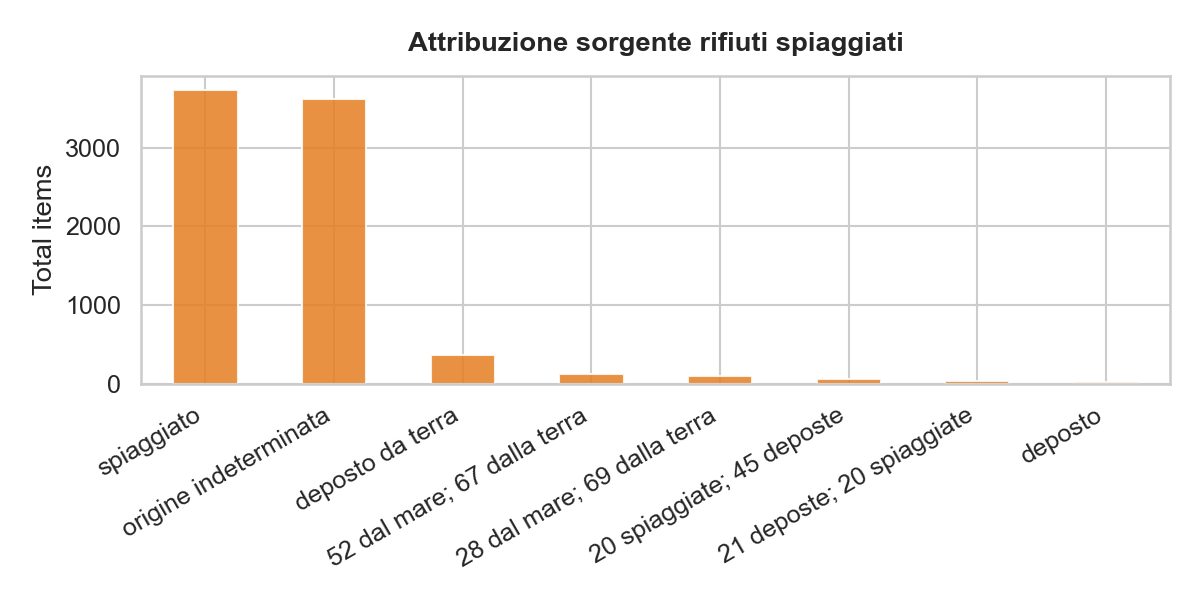 Attribuzione sorgente rifiuti spiaggiati
Total items
3000
2000
1000
0
spiaggiato
origine indeterminata
deposto da terra
52 dal mare; 67 dalla terra
28 dal mare; 69 dalla terra
20 spiaggiate; 45 deposte
21 deposte; 20 spiaggiate
deposto